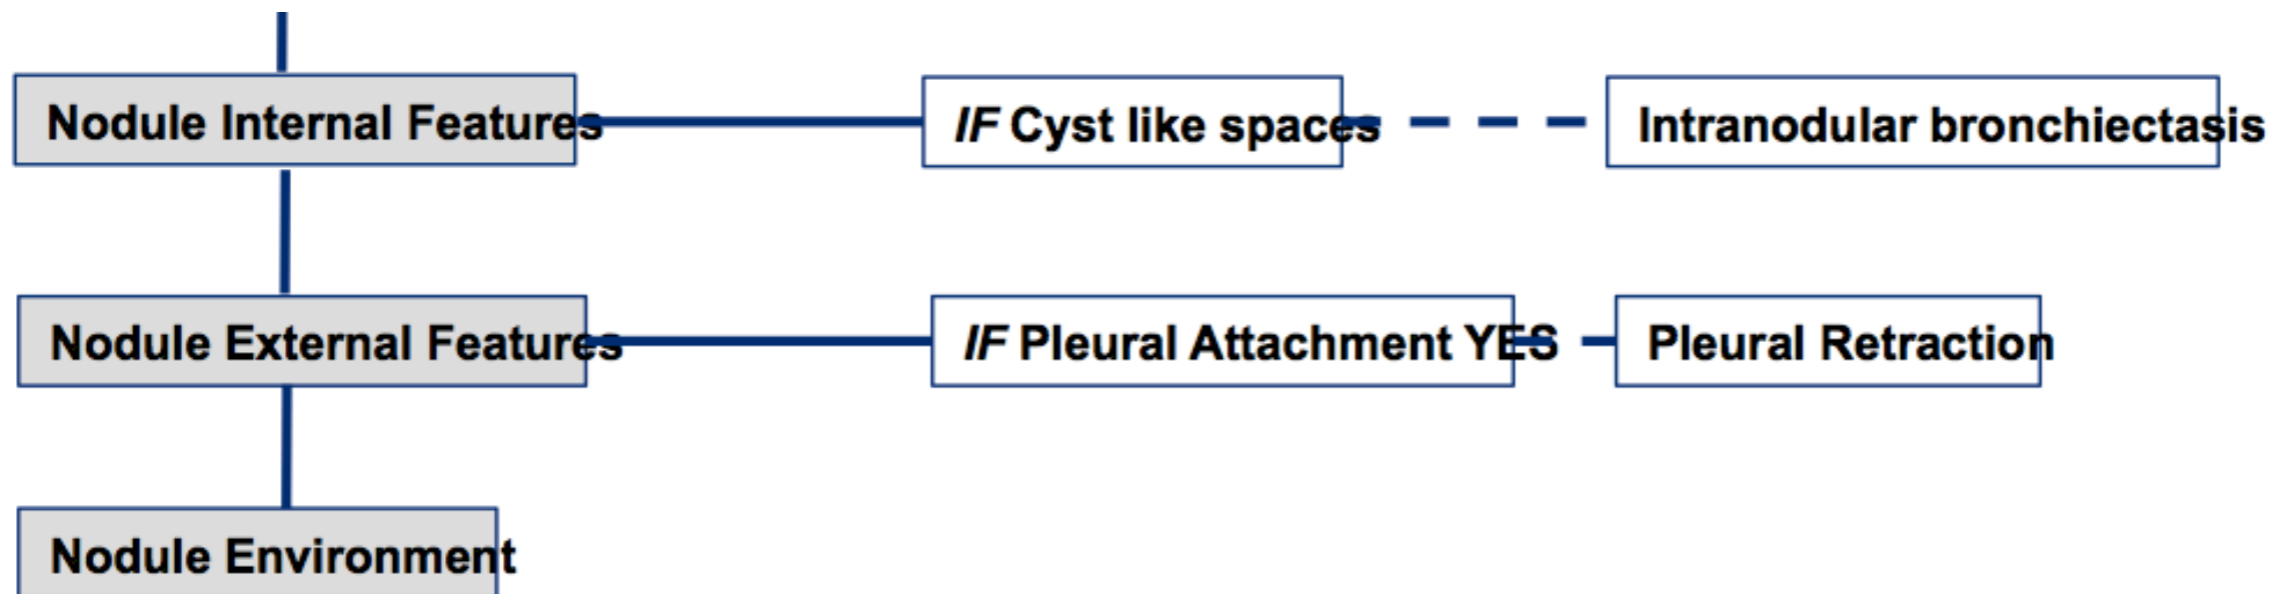 Nodule Internal Features
IF Cyst like spaces
Intranodular bronchiectasis
Nodule External Features
IF Pleural Attachment YES
Pleural Retraction
Nodule Environment